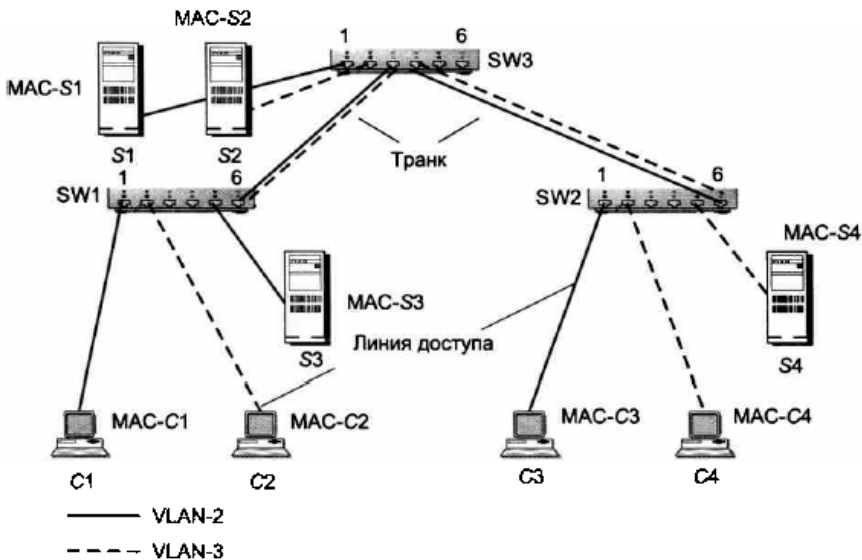 MAC-S2
1 6
SW3
MAC-S1
S1
S2
Транк
1 6
SW1
1 6
SW2
MAC-S4
MAC-S3
S3
Линия доступа
S4
MAC-C1
MAC-C2
MAC-C3
MAC-C4
C1
C2
C3
C4
VLAN-2
VLAN-3